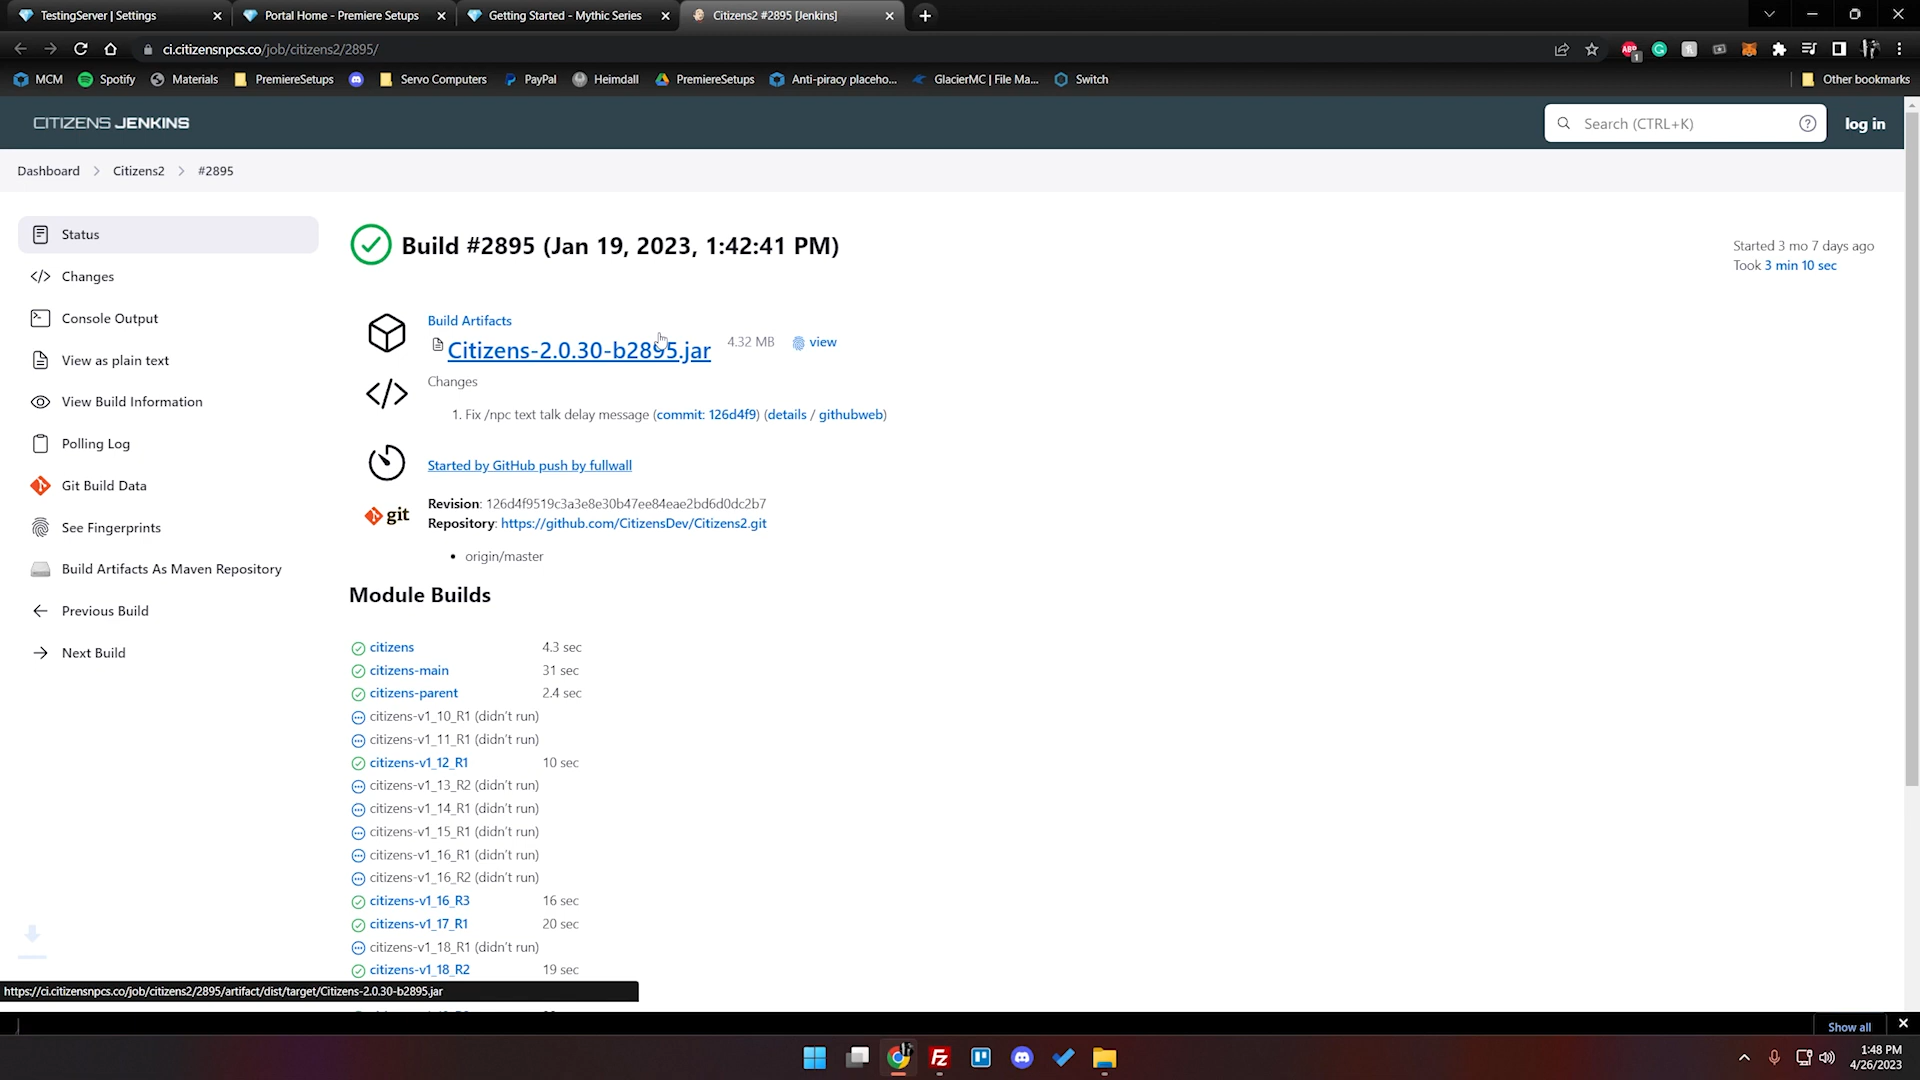 TestingServer | Settings
Portal Home - Premiere Setups
Getting Started - Mythic Series
Citizens2 #2895 [Jenkins]
ci.citizensnpcs.co/job/citizens2/2895/
MCM
Spotify
Materials
PremiereSetups
Servo Computers
PayPal
Heimdall
PremiereSetups
Anti-piracy placeho...
GlacierMC | File Ma...
Switch
Other bookmarks
CITIZENS JENKINS
Search (CTRL+K)
log in
Dashboard
Citizens2
#2895
Status
Changes
Console Output
View as plain text
View Build Information
Polling Log
Git Build Data
See Fingerprints
Build Artifacts As Maven Repository
Previous Build
Next Build
Build #2895 (Jan 19, 2023, 1:42:41 PM)
Started 3 mo 7 days ago
Took 3 min 10 sec
Build Artifacts
Citizens-2.0.30-b2895.jar 4.32 MB view
Changes
1. Fix /npc text talk delay message (commit: 126d4f9) (details / githubweb)
Started by GitHub push by fullwall
git
Revision: 126d4f9519c3a3e8e30b47ee84eae2bd6d0dc2b7
Repository: https://github.com/CitizensDev/Citizens2.git
• origin/master
Module Builds
citizens 4.3 sec
citizens-main 31 sec
citizens-parent 2.4 sec
citizens-v1_10_R1 (didn't run)
citizens-v1_11_R1 (didn't run)
citizens-v1_12_R1 10 sec
citizens-v1_13_R2 (didn't run)
citizens-v1_14_R1 (didn't run)
citizens-v1_15_R1 (didn't run)
citizens-v1_16_R1 (didn't run)
citizens-v1_16_R2 (didn't run)
citizens-v1_16_R3 16 sec
citizens-v1_17_R1 20 sec
citizens-v1_18_R1 (didn't run)
citizens-v1_18_R2 19 sec
https://ci.citizensnpcs.co/job/citizens2/2895/artifact/dist/target/Citizens-2.0.30-b2895.jar
Show all
1:48 PM
4/26/2023